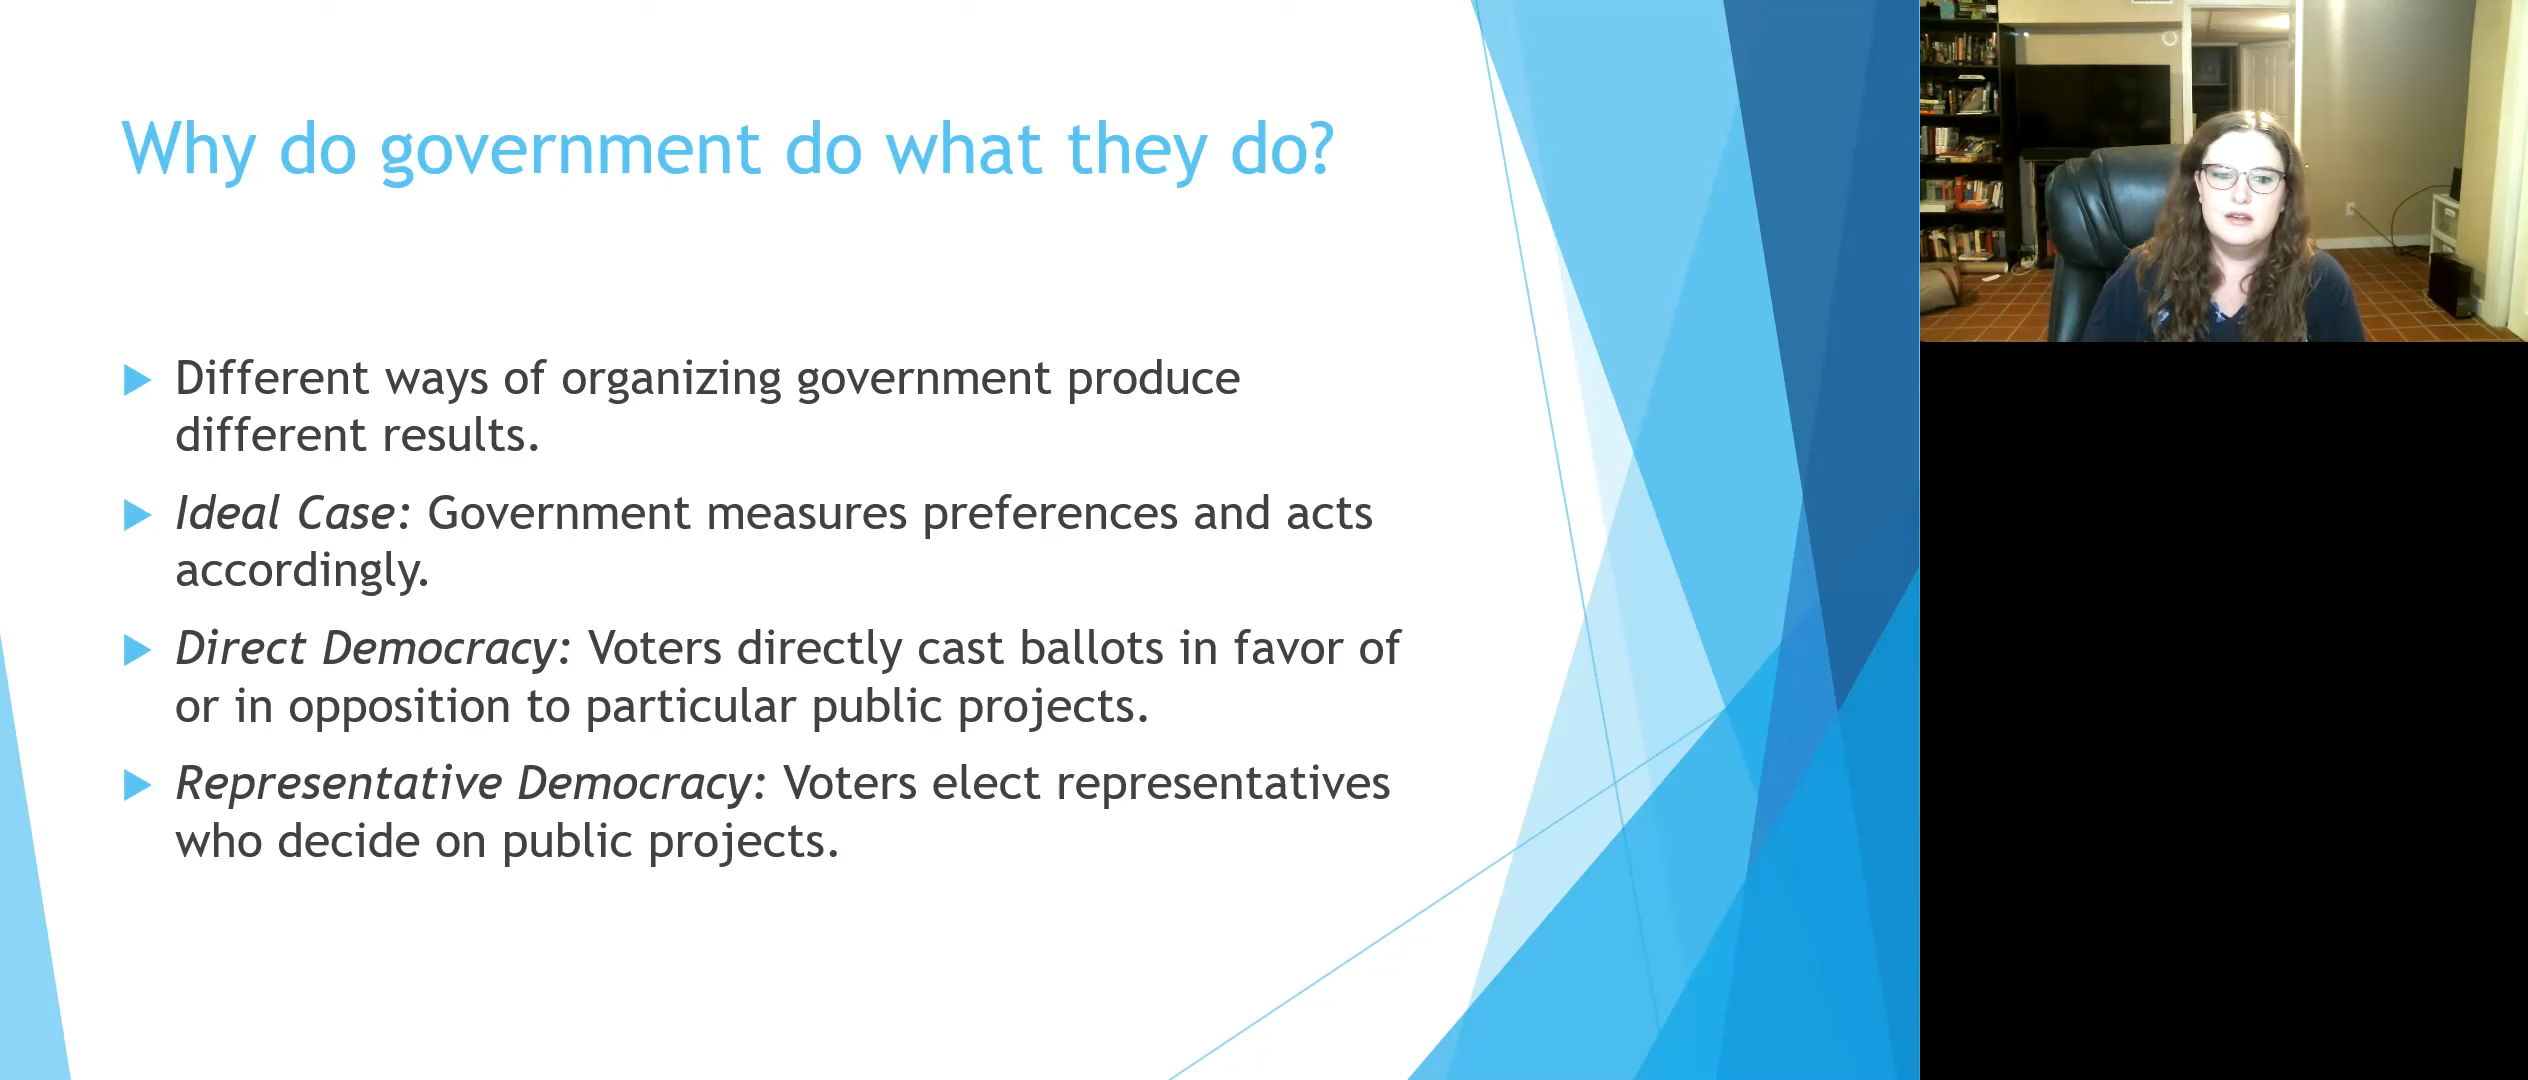 Why do government do what they do?
Different ways of organizing government produce
different results.
Ideal Case: Government measures preferences and acts
accordingly.
Direct Democracy: Voters directly cast ballots in favor of
or in opposition to particular public projects.
Representative Democracy: Voters elect representatives
who decide on public projects.